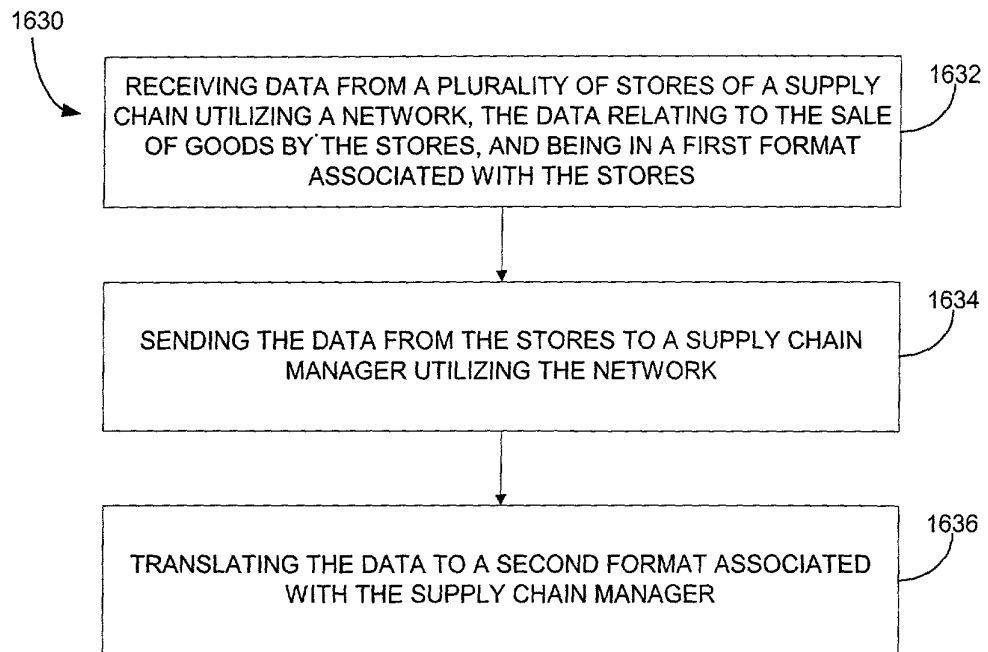 1630
RECEIVING DATA FROM A PLURALITY OF STORES OF A SUPPLY
CHAIN UTILIZING A NETWORK, THE DATA RELATING TO THE SALE
OF GOODS BY THE STORES, AND BEING IN A FIRST FORMAT
ASSOCIATED WITH THE STORES
1632
SENDING THE DATA FROM THE STORES TO A SUPPLY CHAIN
MANAGER UTILIZING THE NETWORK
1634
TRANSLATING THE DATA TO A SECOND FORMAT ASSOCIATED
WITH THE SUPPLY CHAIN MANAGER
1636